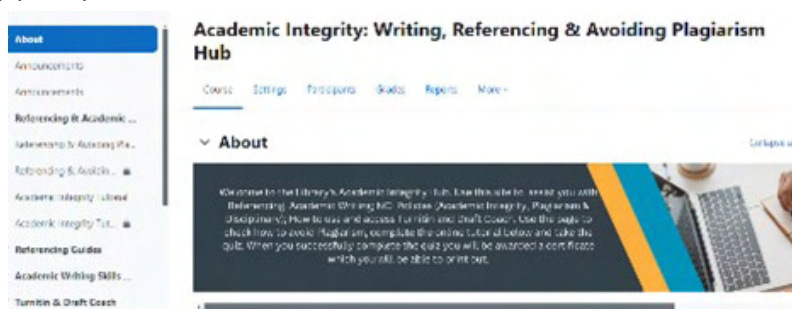 About
Announcements
Announcements
Referencing & Academic ...
Referencing & Avoiding Pla...
Referencing & Avoidin...
Academic Integrity Tutorial
Academic Integrity Tut...
Referencing Guides
Academic Writing Skills ...
Turnitin & Draft Coach
Academic Integrity: Writing, Referencing & Avoiding Plagiarism
Hub
Course Settings Participants Grades Reports More
About
Collapse
Welcome to the Library's Academic Integrity Hub. Use this site to assist you with
Referencing, Academic Writing, Policies (Academic Integrity, Plagiarism &
Disciplinary), How to use and access Turnitin and Draft Coach. Use the page to
check how to avoid Plagiarism, complete the online tutorial below and take the
quiz. When you successfully complete the quiz you will be awarded a certificate
which you will be able to print out.